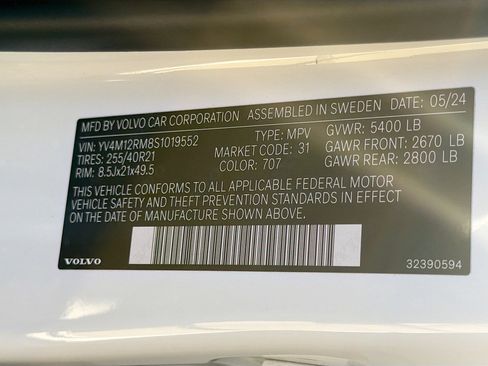 MFD BY VOLVO CAR CORPORATION ASSEMBLED IN SWEDEN DATE: 05/24
VIN: YV4M12RM8S1019552 TYPE: MPV GVWR: 5400 LB
TIRES: 255/40R21 MARKET CODE: 31 GAWR FRONT: 2670 LB
RIM: 8.5Jx21x49.5 COLOR: 707 GAWR REAR: 2800 LB
THIS VEHICLE CONFORMS TO ALL APPLICABLE FEDERAL MOTOR
VEHICLE SAFETY AND THEFT PREVENTION STANDARDS IN EFFECT
ON THE DATE OF MANUFACTURE SHOWN ABOVE.
VOLVO 32390594